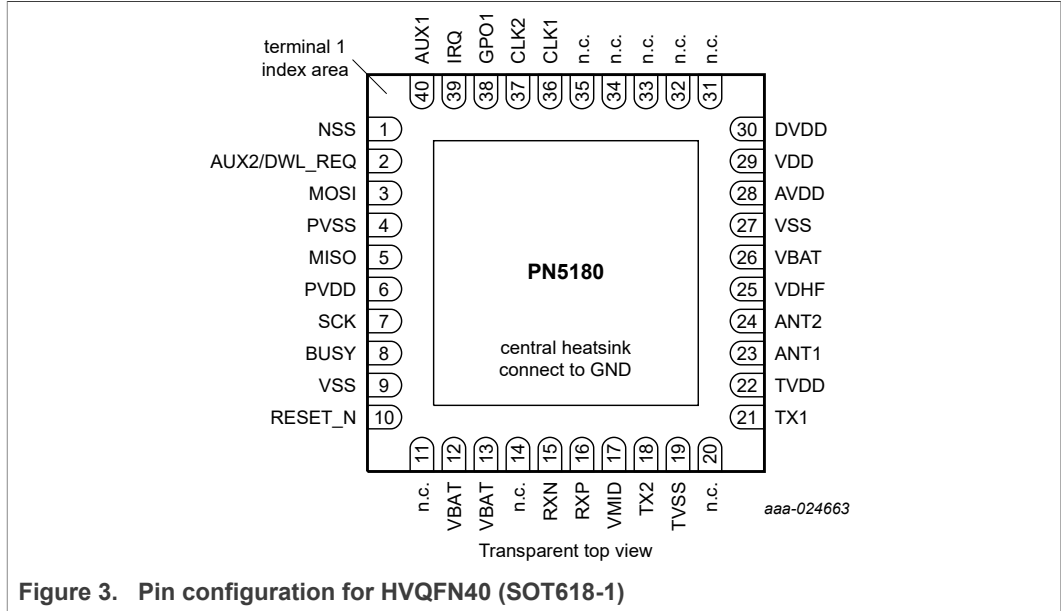 terminal 1
index area
AUX1
IRQ
GPO1
CLK2
CLK1
n.c.
n.c.
n.c.
n.c.
n.c.
40 39 38 37 36 35 34 33 32 31
NSS 1
AUX2/DWL_REQ 2
MOSI 3
PVSS 4
MISO 5
PVDD 6
SCK 7
BUSY 8
VSS 9
RESET_N 10
PN5180
central heatsink
connect to GND
30 DVDD
29 VDD
28 AVDD
27 VSS
26 VBAT
25 VDHF
24 ANT2
23 ANT1
22 TVDD
21 TX1
11 12 13 14 15 16 17 18 19 20
n.c.
VBAT
VBAT
n.c.
RXN
RXP
VMID
TX2
TVSS
n.c.
aaa-024663
Transparent top view
Figure 3. Pin configuration for HVQFN40 (SOT618-1)